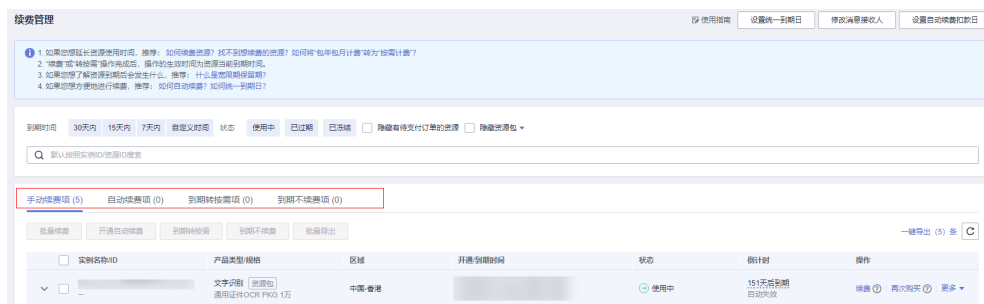 续费管理
使用指南 设置统一到期日 修改消息接收人 设置自动续费扣款日
1. 如果您想延长资源使用时间，推荐： 如何续费资源? 找不到想续费的资源? 如何将“包年包月计费”转为“按需计费”?
2. “续费”或“转按需”操作完成后，操作的生效时间为资源当前到期时间。
3. 如果您想了解资源到期后会发生什么，推荐： 什么是宽限期保留期?
4. 如果您想方便地进行续费，推荐： 如何自动续费? 如何统一到期日?
到期时间 30天内 15天内 7天内 自定义时间 状态 使用中 已过期 已冻结 隐藏有待支付订单的资源 隐藏资源包
默认按照实例ID/资源ID搜索
手动续费项 (5) 自动续费项 (0) 到期转按需项 (0) 到期不续费项 (0)
批量续费 开通自动续费 到期转按需 到期不续费 批量导出 一键导出 (5) 条
实例名称/ID 产品类型/规格 区域 开通/到期时间 状态 倒计时 操作
文字识别 资源包 中国-香港 使用中 151天后到期 续费 再次购买 更多
-- 通用证件OCR PKG 1万 自动失效